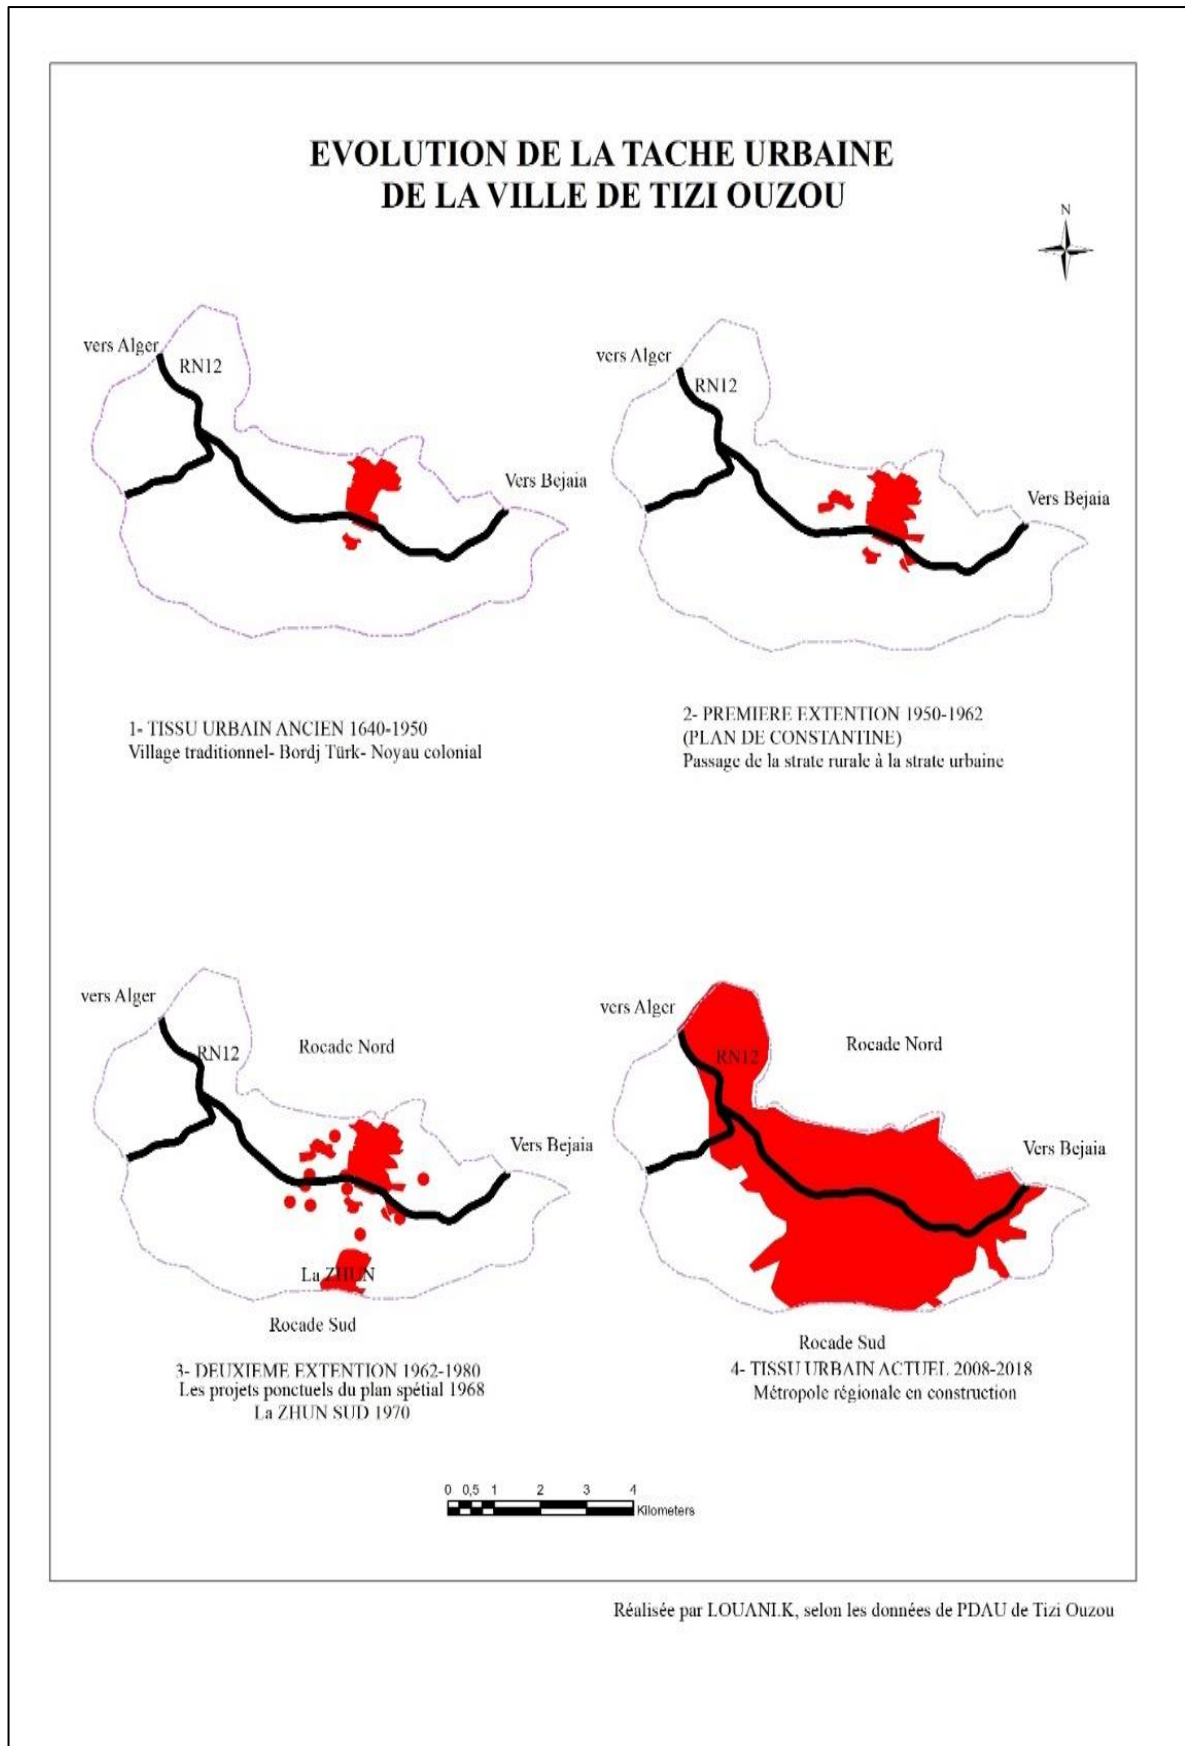 EVOLUTION DE LA TACHE URBAINE
DE LA VILLE DE TIZI OUZOU
N
vers Alger
RN12
Vers Bejaia
1- TISSU URBAIN ANCIEN 1640-1950
Village traditionnel- Bordj Türk- Noyau colonial
vers Alger
RN12
Vers Bejaia
2- PREMIERE EXTENTION 1950-1962
(PLAN DE CONSTANTINE)
Passage de la strate rurale à la strate urbaine
vers Alger
RN12
Rocade Nord
Vers Bejaia
La ZHUN
Rocade Sud
3- DEUXIEME EXTENTION 1962-1980
Les projets ponctuels du plan spétial 1968
La ZHUN SUD 1970
vers Alger
RN12
Rocade Nord
Vers Bejaia
Rocade Sud
4- TISSU URBAIN ACTUEL 2008-2018
Métropole régionale en construction
0 0,5 1 2 3 4
Kilometers
Réalisée par LOUANI.K, selon les données de PDAU de Tizi Ouzou